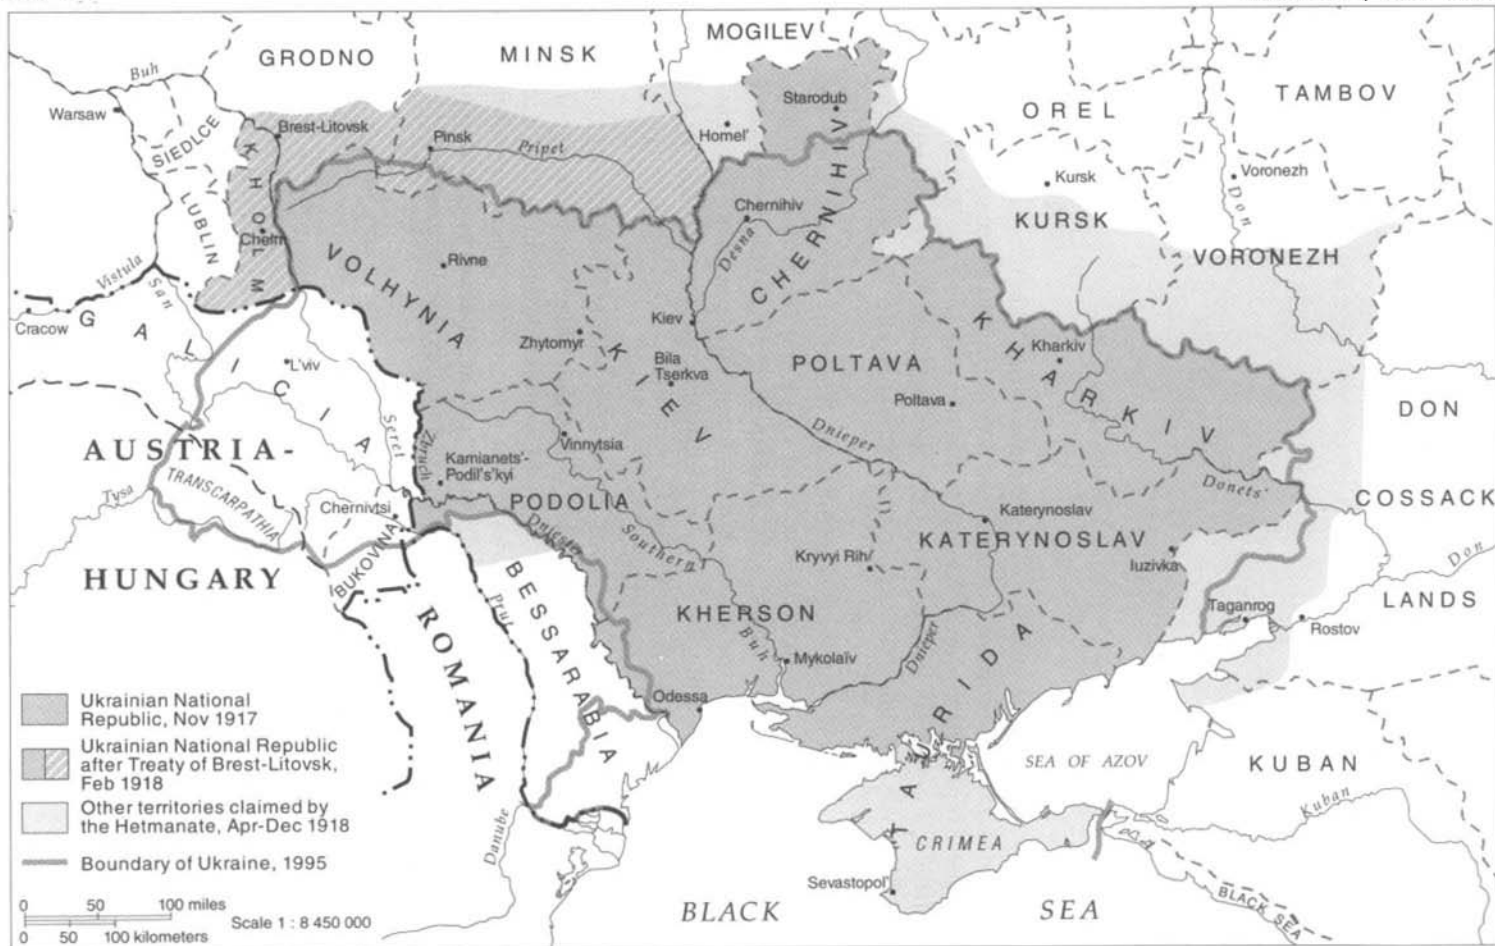 GRODNO
MINSK
MOGILEV
OREL
TAMBOV
Buh
Warsaw
SIEDLCE
Brest-Litovsk
Pinsk
Pripet
Starodub
Homel'
KHOLM
LUBLIN
Chełm
Kursk
KURSK
Voronezh
Don
VORONEZH
Chernihiv
Desna
CHERNIHIV
VOLHYNIA
Rivne
Vistula
San
Cracow
GALICIA
L'viv
Zhytomyr
Kiev
KIEV
Bila
Tserkva
POLTAVA
Poltava
KHARKIV
Kharkiv
Seret
Zbruch
Vinnytsia
Dnieper
Donets'
DON
COSSACK
LANDS
AUSTRIA-
HUNGARY
Tysa
TRANSCARPATHIA
Kamianets'-
Podil's'kyi
PODOLIA
Chernivtsi
BUKOVINA
Dniester
Southern
Buh
Katerynoslav
KATERYNOSLAV
Kryvyi Rih
Iuzivka
Don
Taganrog
Rostov
BESSARABIA
Prut
ROMANIA
KHERSON
Mykolaïv
Dnieper
TAURIDA
Odessa
SEA OF AZOV
KUBAN
Kuban
CRIMEA
Sevastopol'
Danube
BLACK
SEA
BLACK SEA
Ukrainian National
Republic, Nov 1917
Ukrainian National Republic
after Treaty of Brest-Litovsk,
Feb 1918
Other territories claimed by
the Hetmanate, Apr-Dec 1918
Boundary of Ukraine, 1995
0 50 100 miles
Scale 1 : 8 450 000
0 50 100 kilometers